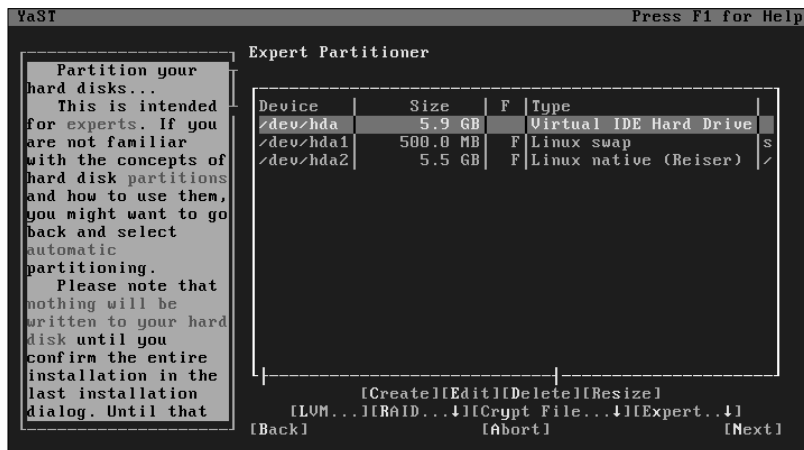 YaST Press F1 for Help
Partition your
hard disks...
This is intended
for experts. If you
are not familiar
with the concepts of
hard disk partitions
and how to use them,
you might want to go
back and select
automatic
partitioning.
Please note that
nothing will be
written to your hard
disk until you
confirm the entire
installation in the
last installation
dialog. Until that
Expert Partitioner
Device | Size | F |Type |
/dev/hda | 5.9 GB| |Virtual IDE Hard Drive|
/dev/hda1| 500.0 MB| F|Linux swap |s
/dev/hda2| 5.5 GB| F|Linux native (Reiser) |/
[Create][Edit][Delete][Resize]
[LVM...][RAID...↓][Crypt File...↓][Expert..↓]
[Back] [Abort] [Next]